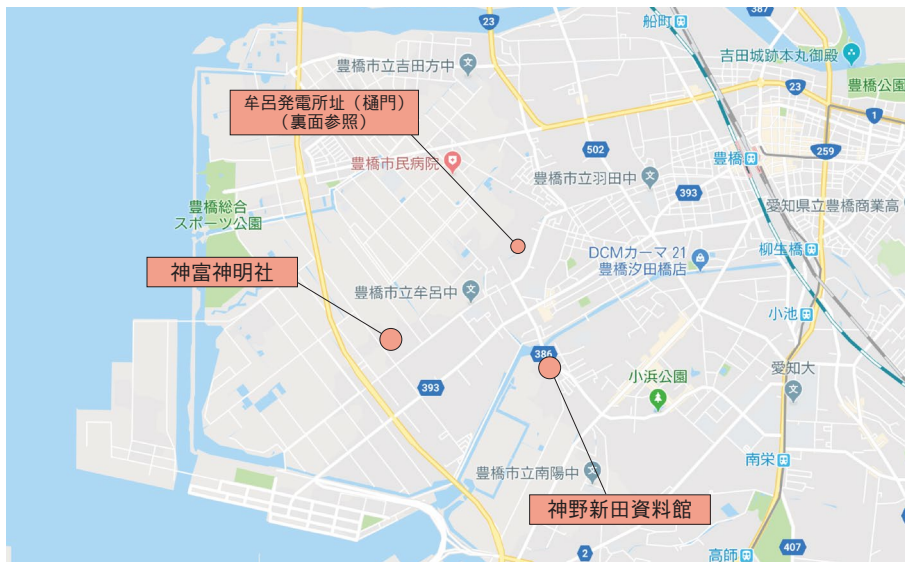 387
船町
23
吉田城跡本丸御殿
豊橋市立吉田方中
豊橋公園
23
牟呂発電所址（樋門）
（裏面参照）
1
502
259
豊橋市民病院
豊橋
豊橋市立羽田中
393
愛知県立豊橋商業高
豊橋総合
スポーツ公園
DCMカーマ 21
豊橋汐田橋店
柳生橋
神富神明社
豊橋市立牟呂中
小池
386
愛知大
小浜公園
393
南栄
豊橋市立南陽中
神野新田資料館
高師
407
2